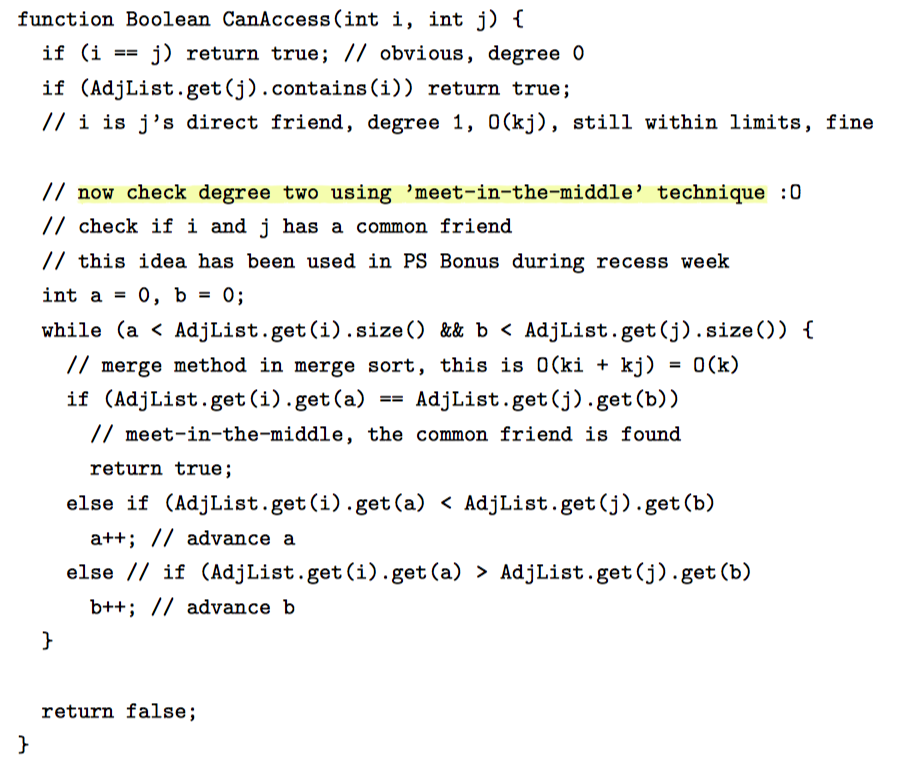 function Boolean CanAccess(int i, int j) {
if (i == j) return true; // obvious, degree 0
if (AdjList.get(j).contains(i)) return true;
// i is j's direct friend, degree 1, O(kj), still within limits, fine
// now check degree two using 'meet-in-the-middle' technique :O
// check if i and j has a common friend
// this idea has been used in PS Bonus during recess week
int a = 0, b = 0;
while (a < AdjList.get(i).size() && b < AdjList.get(j).size()) {
// merge method in merge sort, this is O(ki + kj) = O(k)
if (AdjList.get(i).get(a) == AdjList.get(j).get(b))
// meet-in-the-middle, the common friend is found
return true;
else if (AdjList.get(i).get(a) < AdjList.get(j).get(b)
a++; // advance a
else // if (AdjList.get(i).get(a) > AdjList.get(j).get(b)
b++; // advance b
}
return false;
}